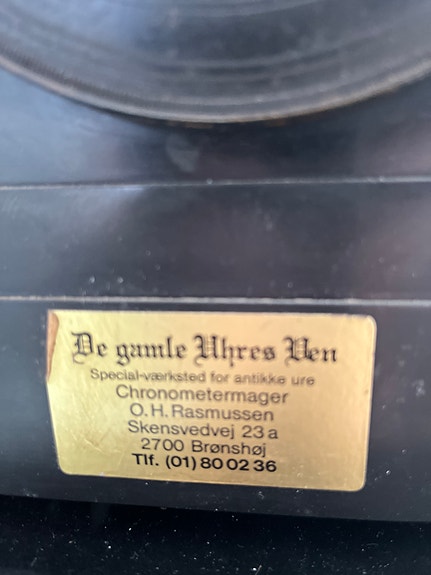 De gamle Uhres Ven
Special-værksted for antikke ure
Chronometermager
O.H. Rasmussen
Skensvedvej 23 a
2700 Brønshøj
Tlf. (01) 80 02 36